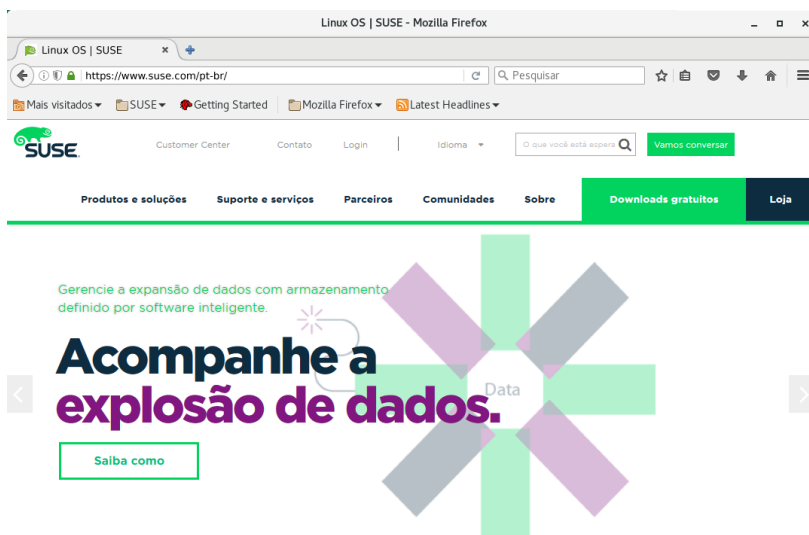 Linux OS | SUSE - Mozilla Firefox
Linux OS | SUSE
https://www.suse.com/pt-br/
Pesquisar
Mais visitados SUSE Getting Started Mozilla Firefox Latest Headlines
SUSE
Customer Center Contato Login Idioma O que você está espera Vamos conversar
Produtos e soluções Suporte e serviços Parceiros Comunidades Sobre Downloads gratuitos Loja
Gerencie a expansão de dados com armazenamento
definido por software inteligente.
Acompanhe a
explosão de dados.
Data
Saiba como